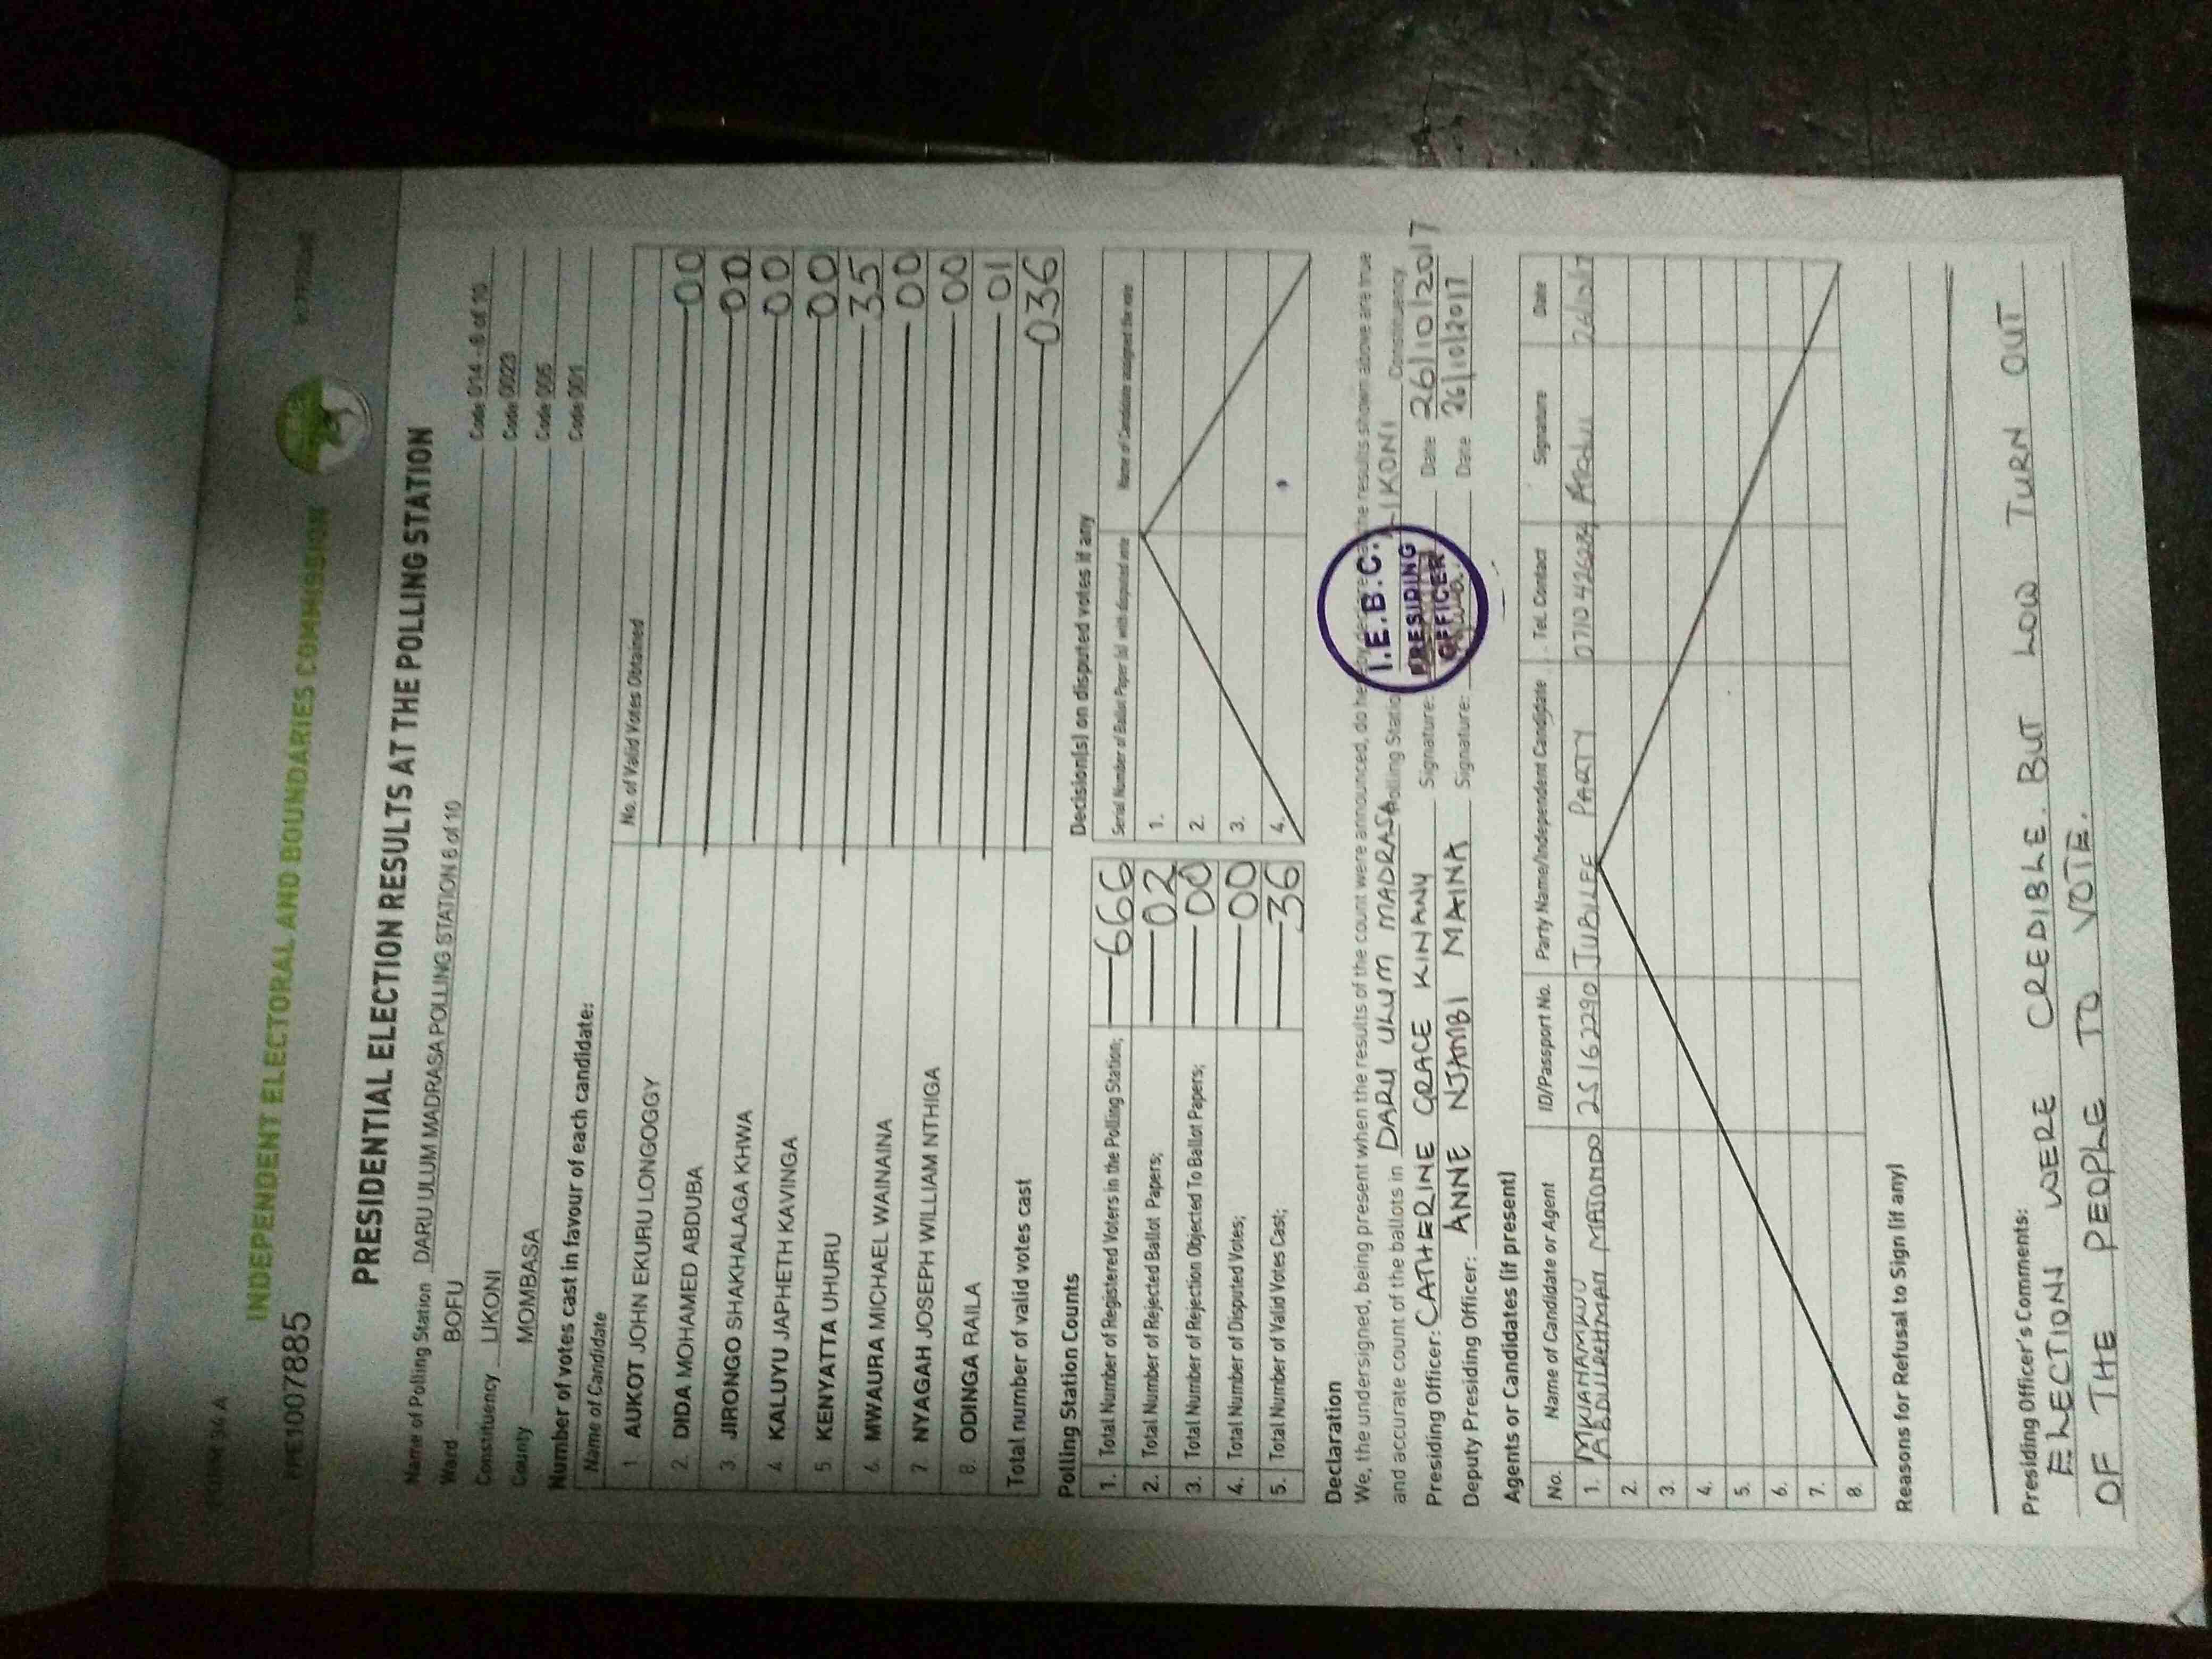 FORM 34 A
INDEPENDENT ELECTORAL AND BOUNDARIES COMMISSION
PRE1007885
PRESIDENTIAL ELECTION RESULTS AT THE POLLING STATION
Name of Polling Station DARU ULUM MADRASA POLLING STATION 6 of 10 Code 014 - 6 of 10
Ward BOFU Code 0023
Constituency LIKONI Code 005
County MOMBASA Code 001
Number of votes cast in favour of each candidate:
Name of Candidate No. of Valid Votes Obtained
1. AUKOT JOHN EKURU LONGOGGY 00
2. DIDA MOHAMED ABDUBA 00
3. JIRONGO SHAKHALAGA KHWA 00
4. KALUYU JAPHETH KAVINGA 00
5. KENYATTA UHURU 35
6. MWAURA MICHAEL WAINAINA 00
7. NYAGAH JOSEPH WILLIAM NTHIGA 00
8. ODINGA RAILA 01
Total number of valid votes cast 036
Polling Station Counts
1. Total Number of Registered Voters in the Polling Station; 666
2. Total Number of Rejected Ballot Papers; 02
3. Total Number of Rejection Objected To Ballot Papers; 00
4. Total Number of Disputed Votes; 00
5. Total Number of Valid Votes Cast; 36
Decision(s) on disputed votes if any
Serial Number of Ballot Paper (s) with disputed vote Name of Candidate assigned the vote
1.
2.
3.
4.
Declaration
We, the undersigned, being present when the results of the count were announced, do hereby declare the results shown above are true
and accurate count of the ballots in DARU ULUM MADRASA Polling Station LIKONI Constituency
Presiding Officer: CATHERINE GRACE KINANY Signature: Date 26/10/2017
Deputy Presiding Officer: ANNE NJAMBI MAINA Signature: Date 26/10/2017
I.E.B.C.
PRESIDING
OFFICER
Agents or Candidates (if present)
No. Name of Candidate or Agent ID/Passport No. Party Name/Independent Candidate Tel. Contact Signature Date
1. MKAHAMKUU ABDULREHMAN MAJOMDO 25162290 JUBILEE PARTY 0710426284
2.
3.
4.
5.
6.
7.
8.
Reasons for Refusal to Sign (if any)
Presiding Officer's Comments:
ELECTION WERE CREDIBLE. BUT LOW TURN OUT
OF THE PEOPLE TO VOTE.